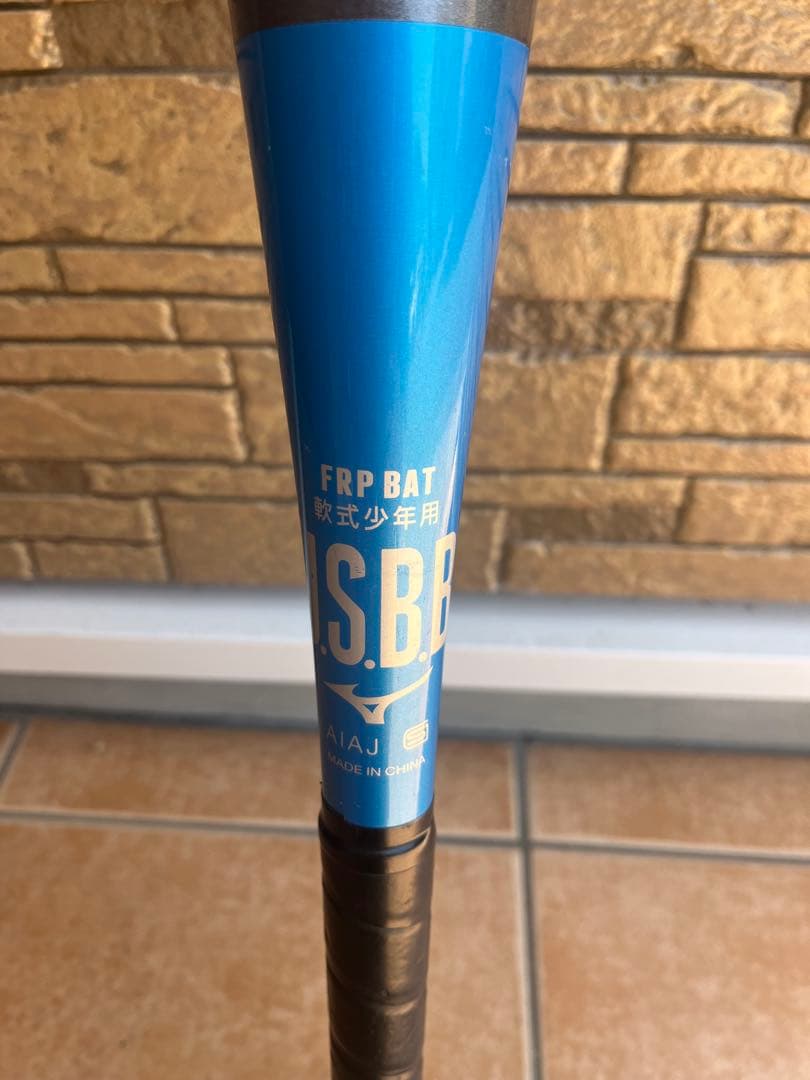 FRP BAT
軟式少年用
J.S.B.B
AIAJ
MADE IN CHINA